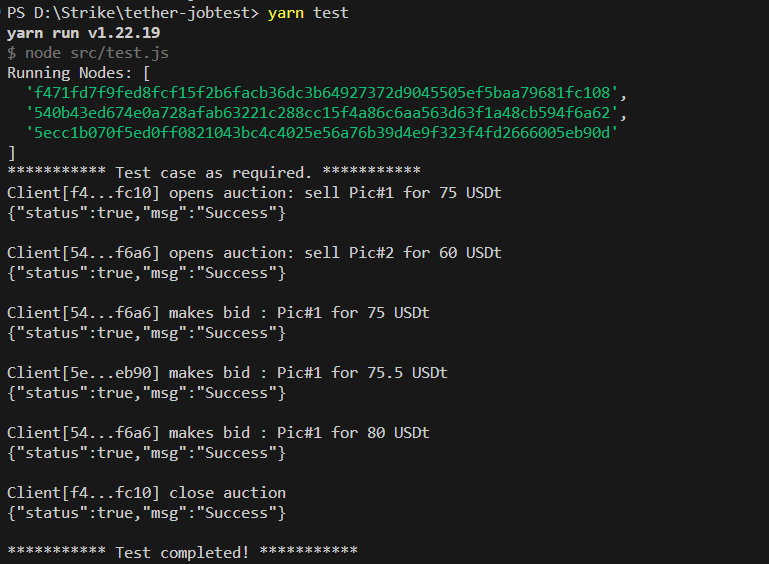 PS D:\Strike\tether-jobtest> yarn test
yarn run v1.22.19
$ node src/test.js
Running Nodes: [
'f471fd7f9fed8fcf15f2b6facb36dc3b64927372d9045505ef5baa79681fc108',
'540b43ed674e0a728afab63221c288cc15f4a86c6aa563d63f1a48cb594f6a62',
'5ecc1b070f5ed0ff0821043bc4c4025e56a76b39d4e9f323f4fd2666005eb90d'
]
*********** Test case as required. ***********
Client[f4...fc10] opens auction: sell Pic#1 for 75 USDt
{"status":true,"msg":"Success"}
Client[54...f6a6] opens auction: sell Pic#2 for 60 USDt
{"status":true,"msg":"Success"}
Client[54...f6a6] makes bid : Pic#1 for 75 USDt
{"status":true,"msg":"Success"}
Client[5e...eb90] makes bid : Pic#1 for 75.5 USDt
{"status":true,"msg":"Success"}
Client[54...f6a6] makes bid : Pic#1 for 80 USDt
{"status":true,"msg":"Success"}
Client[f4...fc10] close auction
{"status":true,"msg":"Success"}
*********** Test completed! ***********